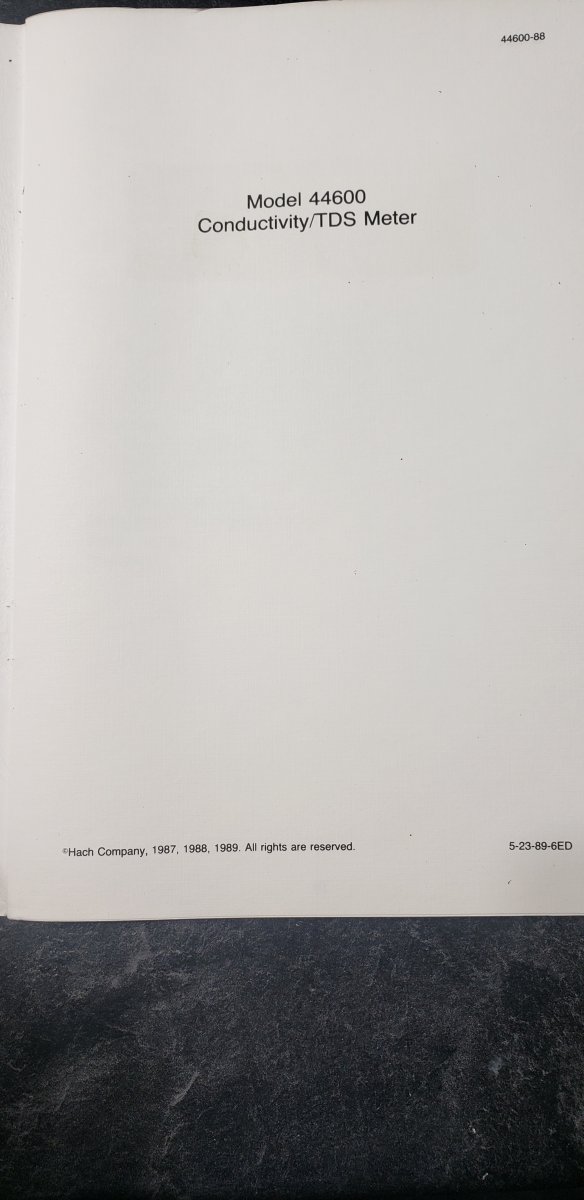 44600-88
Model 44600
Conductivity/TDS Meter
©Hach Company, 1987, 1988, 1989. All rights are reserved.
5-23-89-6ED